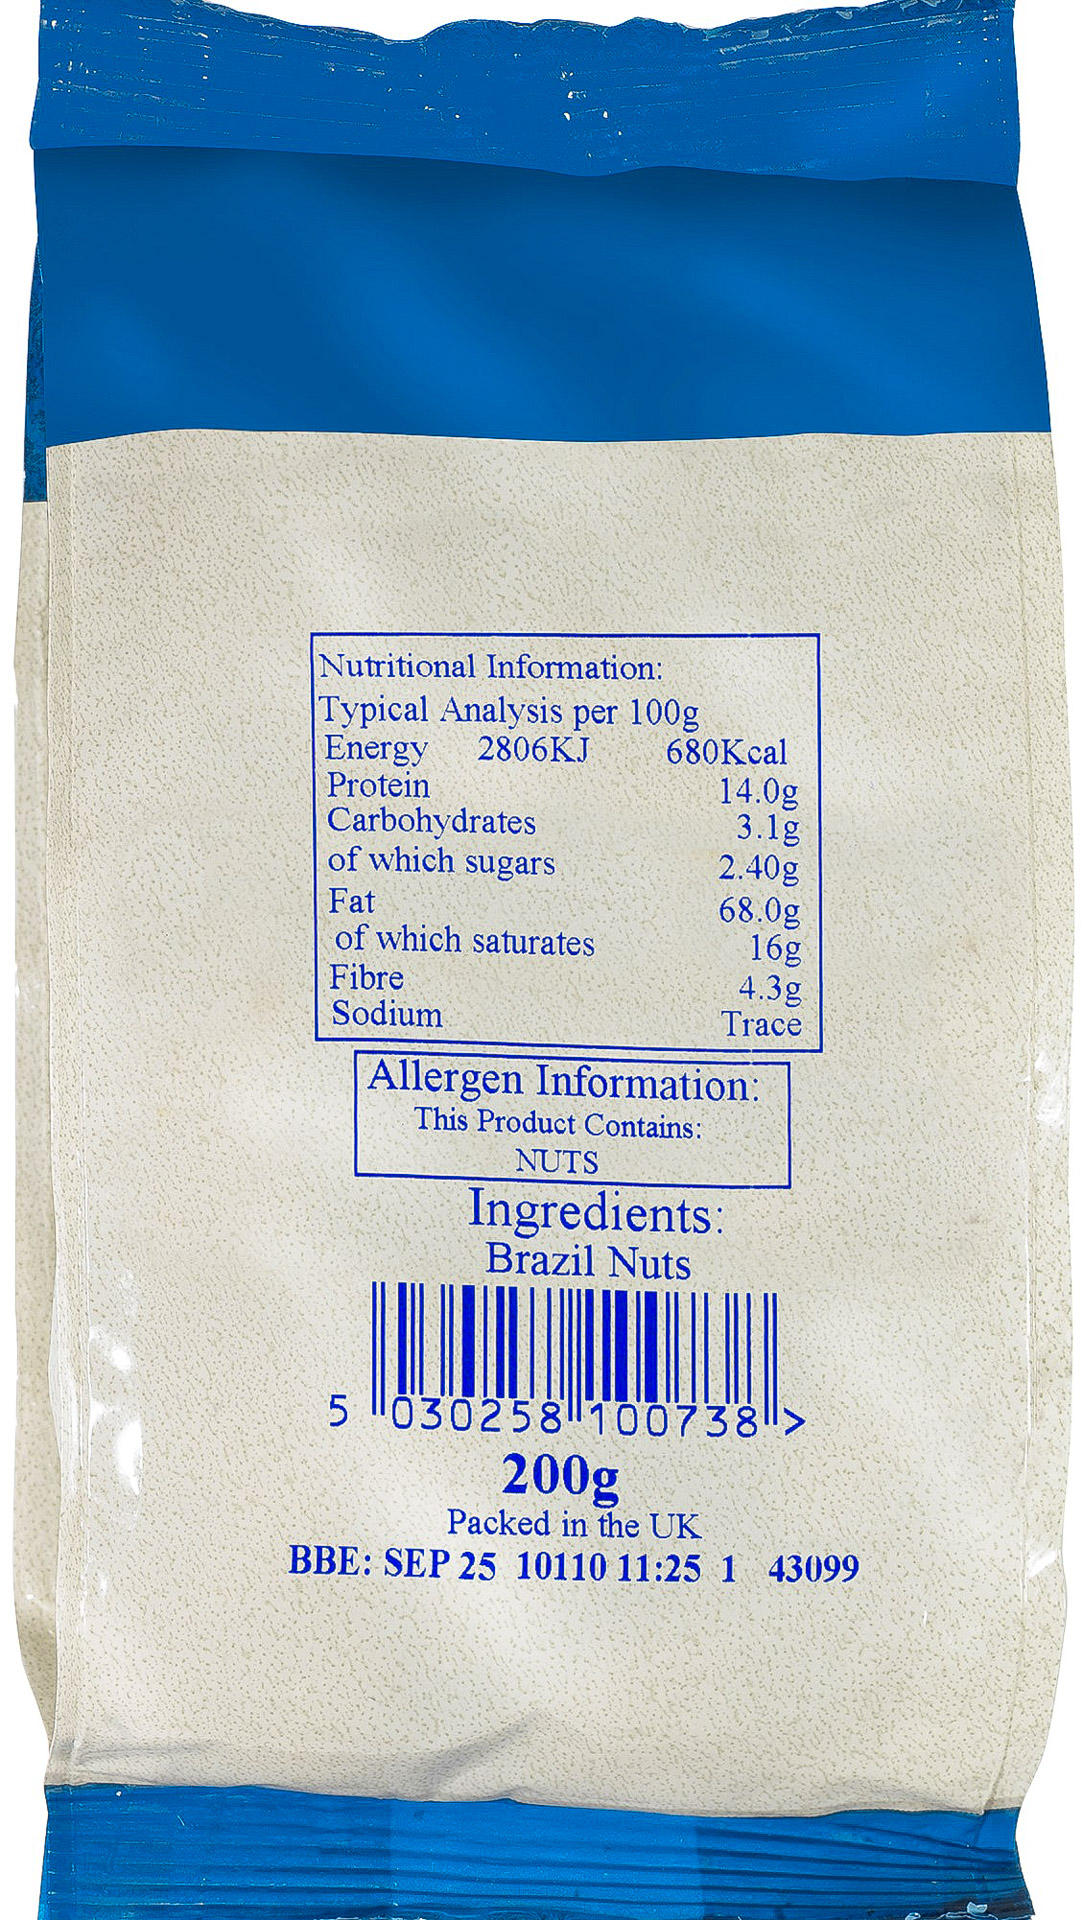 Nutritional Information:
Typical Analysis per 100g
Energy 2806KJ 680Kcal
Protein 14.0g
Carbohydrates 3.1g
of which sugars 2.40g
Fat 68.0g
of which saturates 16g
Fibre 4.3g
Sodium Trace
Allergen Information:
This Product Contains:
NUTS
Ingredients:
Brazil Nuts
5 030258 100738 >
200g
Packed in the UK
BBE: SEP 25 10110 11:25 1 43099